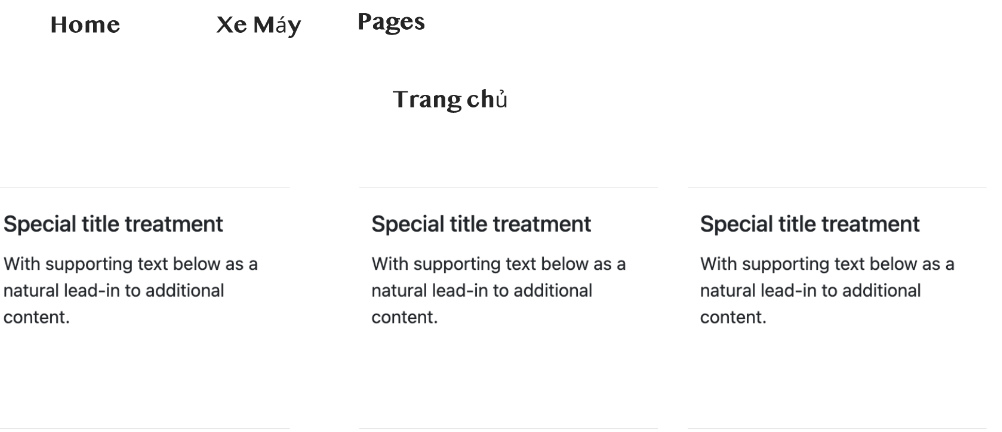 Home
Xe Máy
Pages
Trang chủ
Special title treatment
With supporting text below as a
natural lead-in to additional
content.
Special title treatment
With supporting text below as a
natural lead-in to additional
content.
Special title treatment
With supporting text below as a
natural lead-in to additional
content.